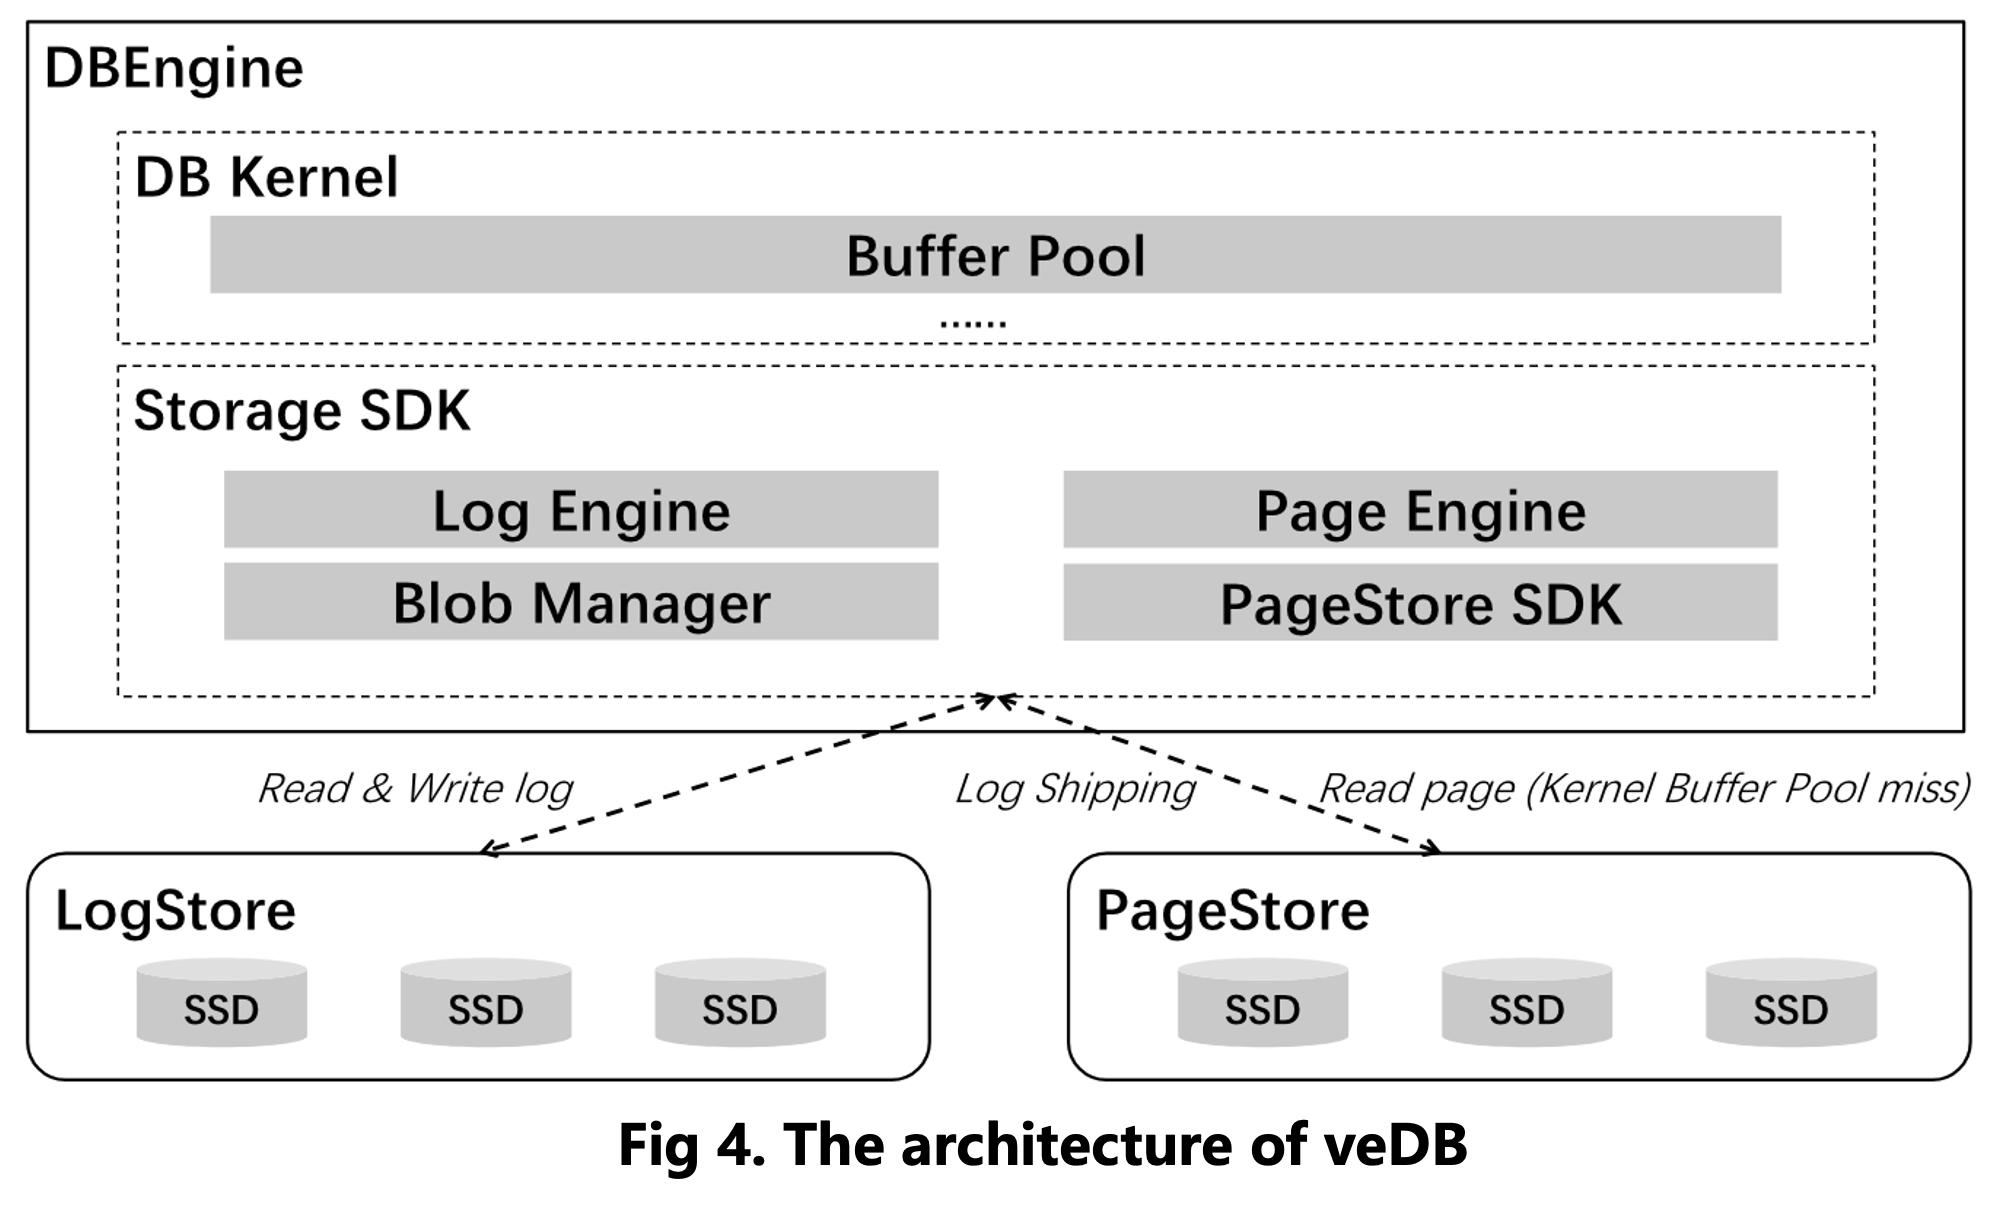 DBEngine
DB Kernel
Buffer Pool
......
Storage SDK
Log Engine
Page Engine
Blob Manager
PageStore SDK
Read & Write log
Log Shipping
Read page (Kernel Buffer Pool miss)
LogStore
SSD
SSD
SSD
PageStore
SSD
SSD
SSD
Fig 4. The architecture of veDB